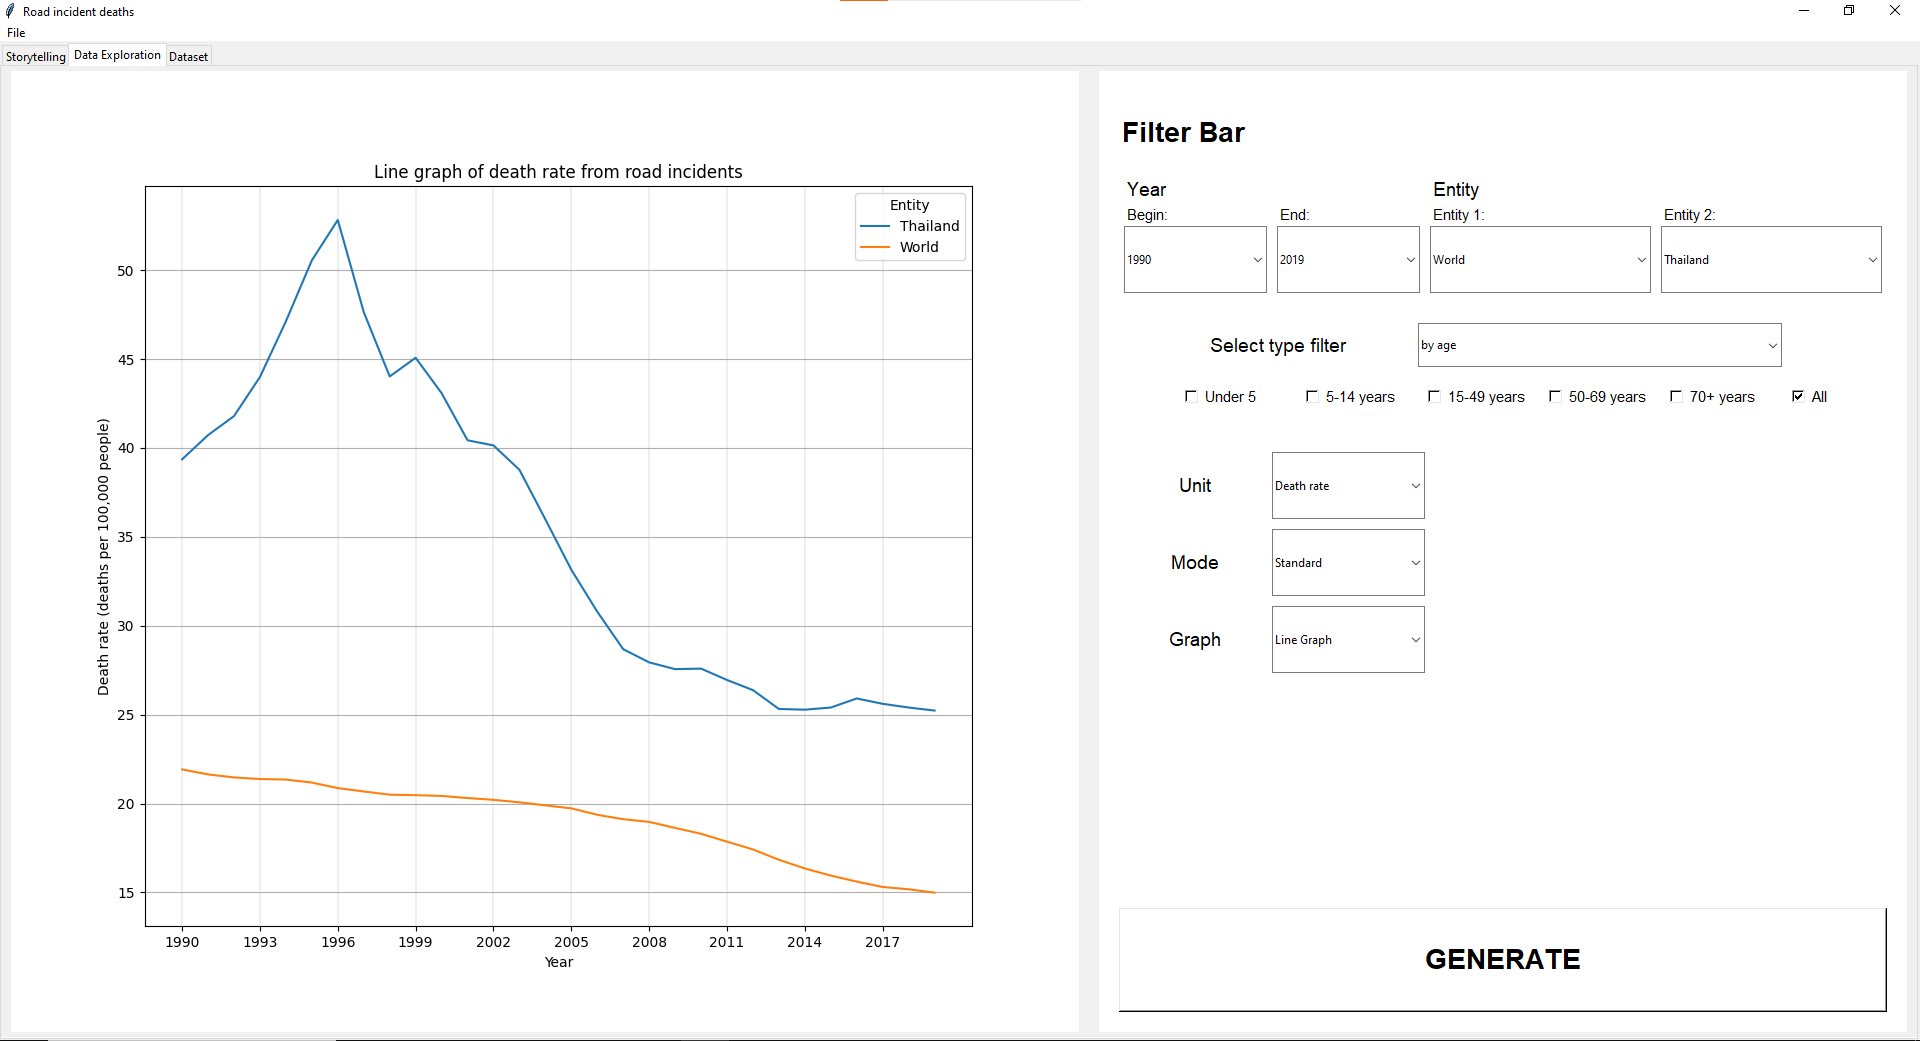 Road incident deaths
File
Storytelling Data Exploration Dataset
Line graph of death rate from road incidents
Entity
Thailand
World
50
45
40
35
30
25
20
15
Death rate (deaths per 100,000 people)
1990 1993 1996 1999 2002 2005 2008 2011 2014 2017
Year
Filter Bar
Year Entity
Begin: End: Entity 1: Entity 2:
1990 2019 World Thailand
Select type filter by age
Under 5 5-14 years 15-49 years 50-69 years 70+ years All
Unit Death rate
Mode Standard
Graph Line Graph
GENERATE